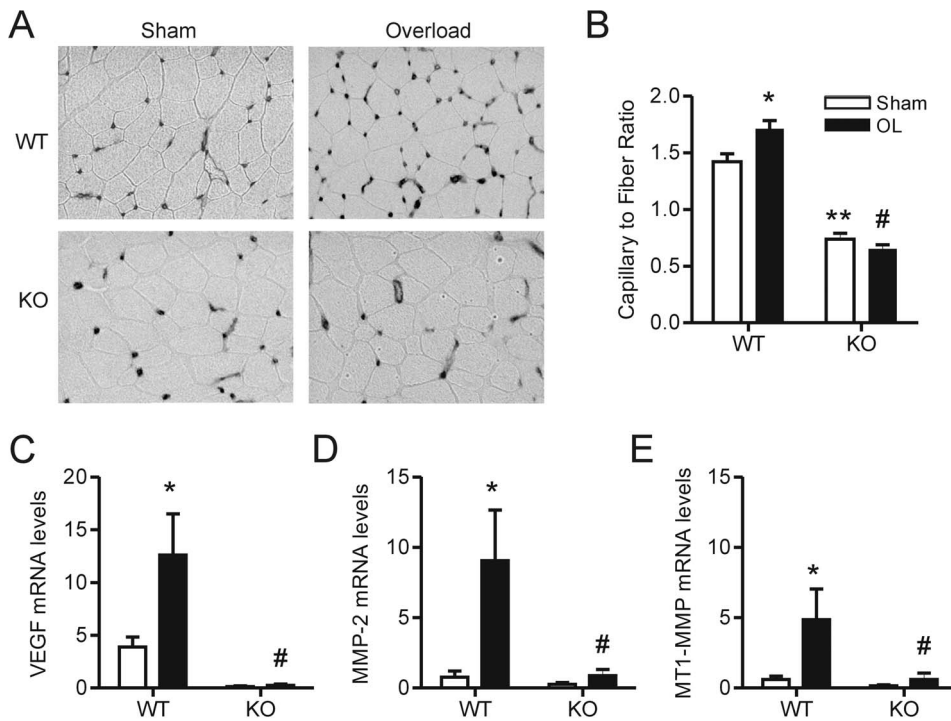 A
Sham
Overload
WT
KO
B
Capillary to Fiber Ratio
2.0
1.5
1.0
0.5
0.0
*
**
#
Sham
OL
WT
KO
C
VEGF mRNA levels
20
15
10
5
0
*
#
WT
KO
D
MMP-2 mRNA levels
15
10
5
0
*
#
WT
KO
E
MT1-MMP mRNA levels
15
10
5
0
*
#
WT
KO